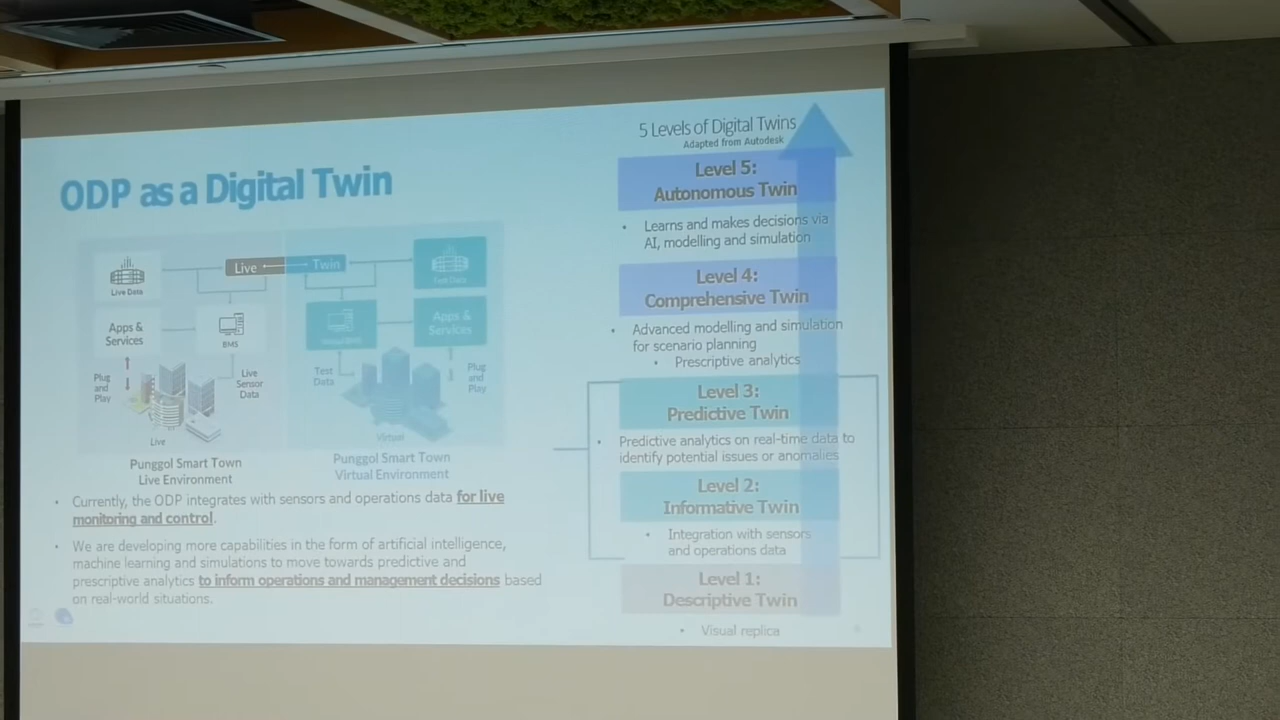 ODP as a Digital Twin
Live
Twin
Live Data
Apps &
Services
BMS
Plug
and
Play
Live
Sensor
Data
Live
Punggol Smart Town
Live Environment
Apps &
Services
Test
Data
Plug
and
Play
Virtual
Punggol Smart Town
Virtual Environment
• Currently, the ODP integrates with sensors and operations data for live
monitoring and control.
• We are developing more capabilities in the form of artificial intelligence,
machine learning and simulations to move towards predictive and
prescriptive analytics to inform operations and management decisions based
on real-world situations.
5 Levels of Digital Twins
Adapted from Autodesk
Level 5:
Autonomous Twin
• Learns and makes decisions via
AI, modelling and simulation
Level 4:
Comprehensive Twin
• Advanced modelling and simulation
for scenario planning
• Prescriptive analytics
Level 3:
Predictive Twin
• Predictive analytics on real-time data to
identify potential issues or anomalies
Level 2:
Informative Twin
• Integration with sensors
and operations data
Level 1:
Descriptive Twin
• Visual replica